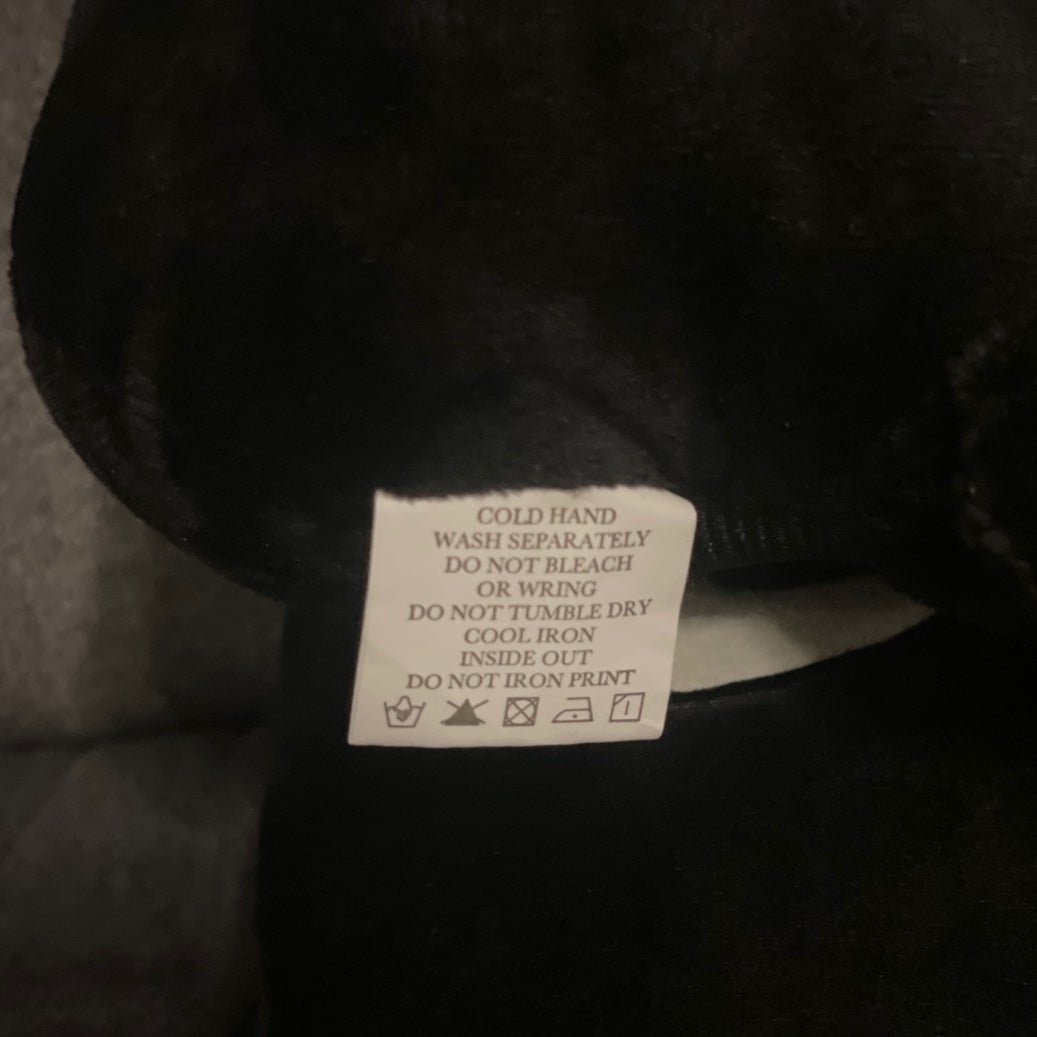 COLD HAND
WASH SEPARATELY
DO NOT BLEACH
OR WRING
DO NOT TUMBLE DRY
COOL IRON
INSIDE OUT
DO NOT IRON PRINT